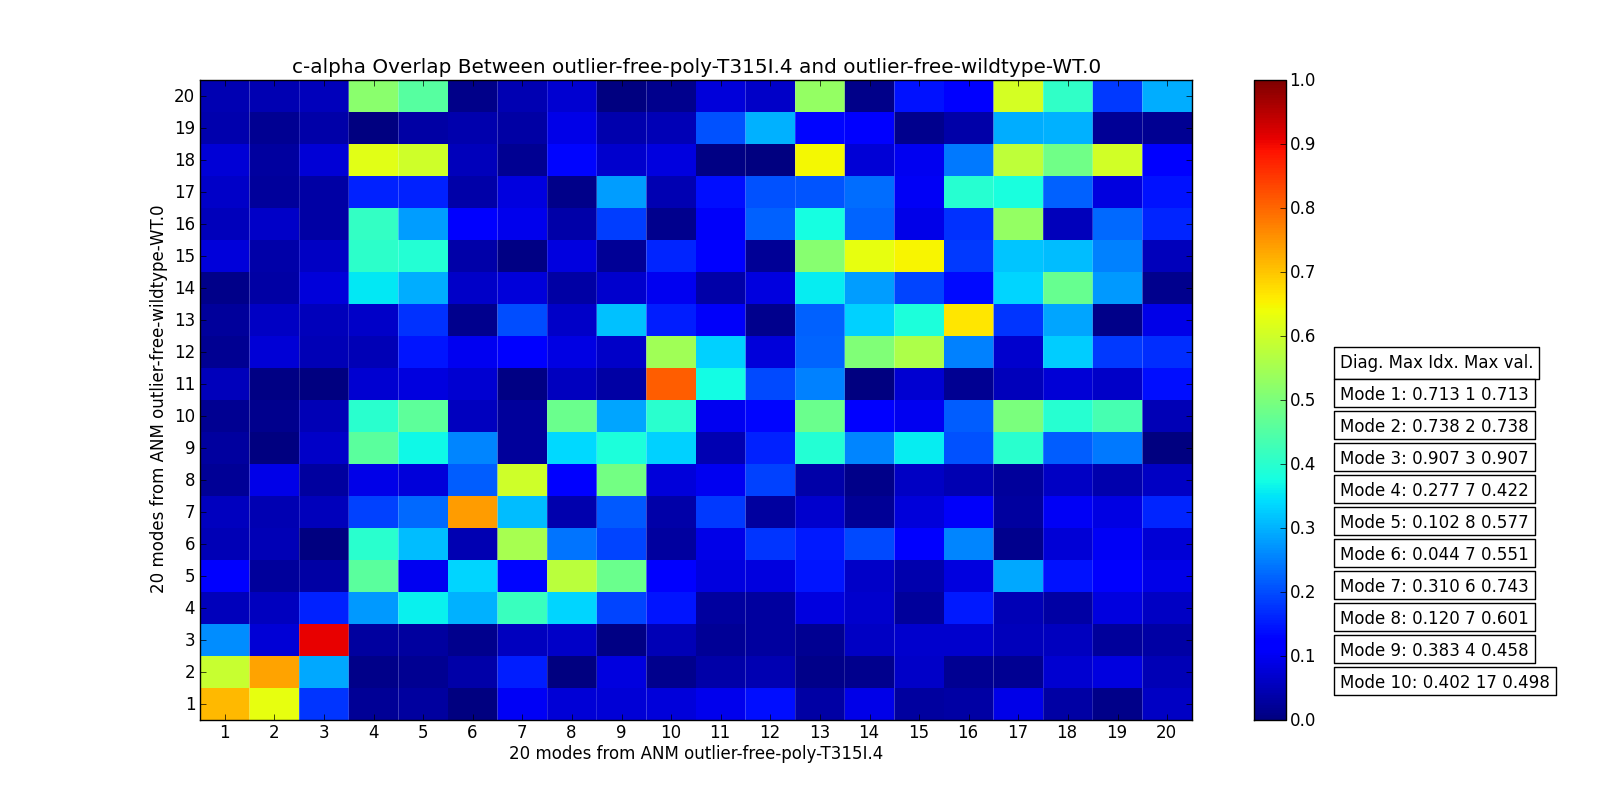 c-alpha Overlap Between outlier-free-poly-T315I.4 and outlier-free-wildtype-WT.0
20 modes from ANM outlier-free-wildtype-WT.0
20
19
18
17
16
15
14
13
12
11
10
9
8
7
6
5
4
3
2
1
1 2 3 4 5 6 7 8 9 10 11 12 13 14 15 16 17 18 19 20
20 modes from ANM outlier-free-poly-T315I.4
1.0
0.9
0.8
0.7
0.6
0.5
0.4
0.3
0.2
0.1
0.0
Diag. Max Idx. Max val.
Mode 1: 0.713 1 0.713
Mode 2: 0.738 2 0.738
Mode 3: 0.907 3 0.907
Mode 4: 0.277 7 0.422
Mode 5: 0.102 8 0.577
Mode 6: 0.044 7 0.551
Mode 7: 0.310 6 0.743
Mode 8: 0.120 7 0.601
Mode 9: 0.383 4 0.458
Mode 10: 0.402 17 0.498